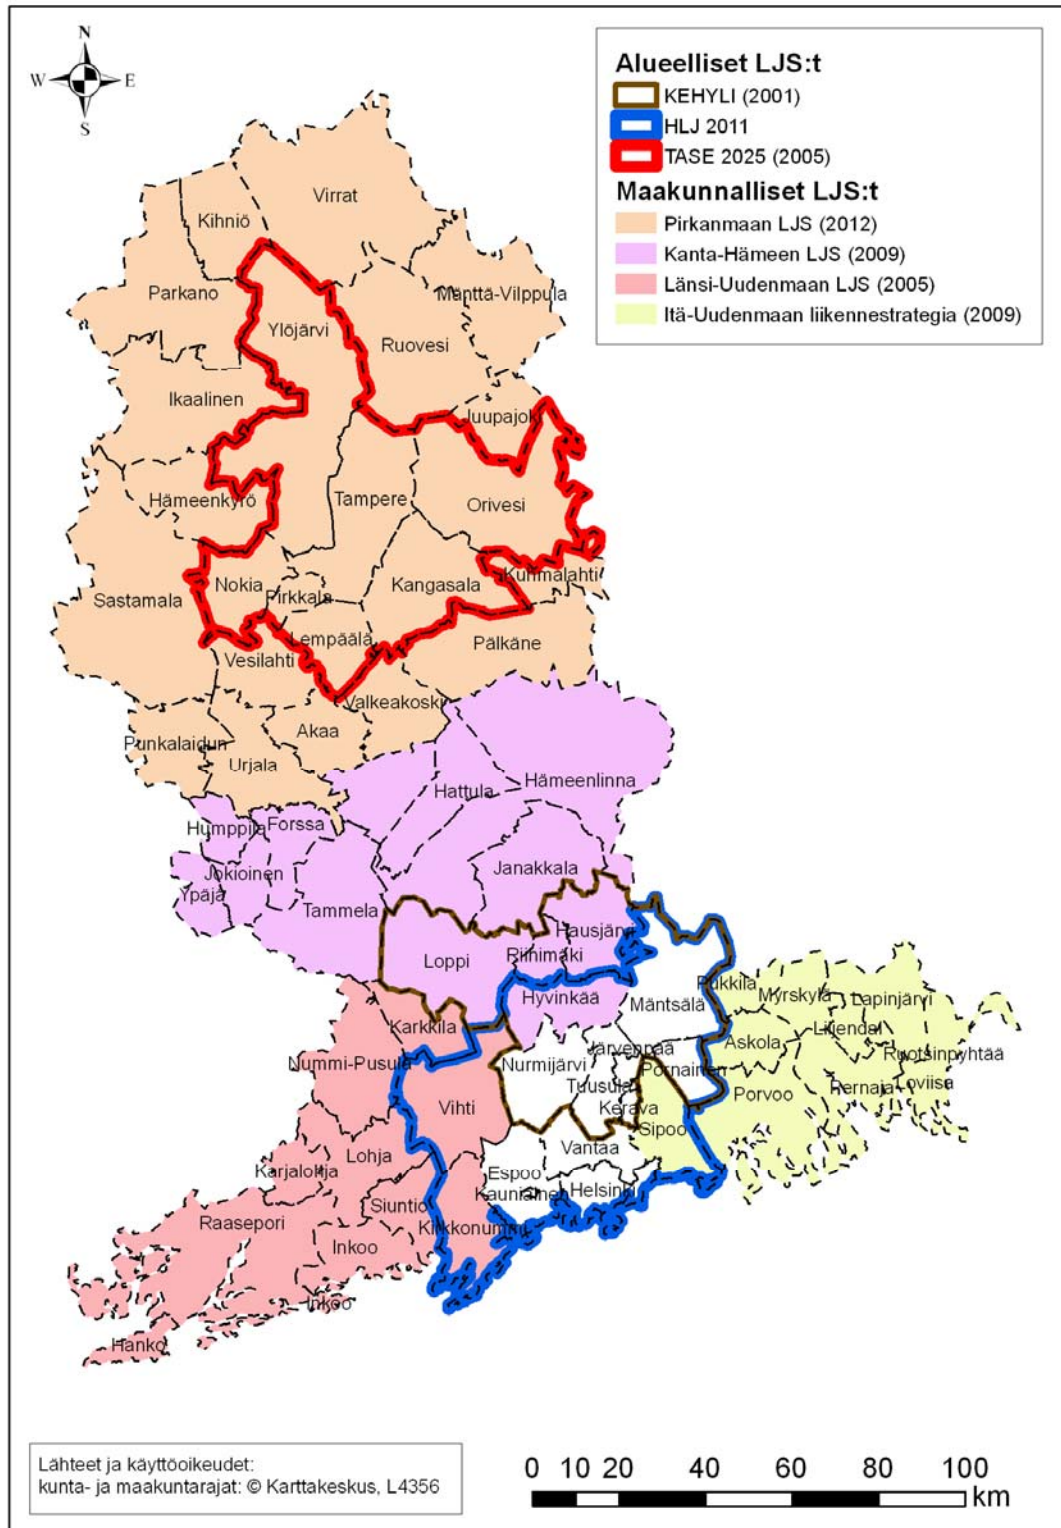 N
W E
S
Alueelliset LJS:t
KEHYLI (2001)
HLJ 2011
TASE 2025 (2005)
Maakunnalliset LJS:t
Pirkanmaan LJS (2012)
Kanta-Hämeen LJS (2009)
Länsi-Uudenmaan LJS (2005)
Itä-Uudenmaan liikennestrategia (2009)
Virrat
Kihniö
Parkano
Mänttä-Vilppula
Ylöjärvi
Ruovesi
Ikaalinen
Juupajoki
Hämeenkyrö
Tampere
Orivesi
Kuhmalahti
Nokia
Kangasala
Pirkkala
Sastamala
Lempäälä
Pälkäne
Vesilahti
Valkeakoski
Akaa
Punkalaidun
Urjala
Hattula
Hämeenlinna
Humppila
Forssa
Janakkala
Jokioinen
Ypäjä
Tammela
Hausjärvi
Riihimäki
Loppi
Pukkila
Myrskylä
Hyvinkää
Mäntsälä
Lapinjärvi
Karkkila
Liljendal
Askola
Järvenpää
Ruotsinpyhtää
Nummi-Pusula
Nurmijärvi
Pornainen
Tuusula
Loviisa
Pernaja
Porvoo
Vihti
Kerava
Sipoo
Vantaa
Lohja
Espoo
Karjalohja
Kauniainen
Helsinki
Siuntio
Raasepori
Kirkkonummi
Inkoo
Inkoo
Hanko
Lähteet ja käyttöoikeudet:
kunta- ja maakuntarajat: © Karttakeskus, L4356
0 10 20 40 60 80 100
km